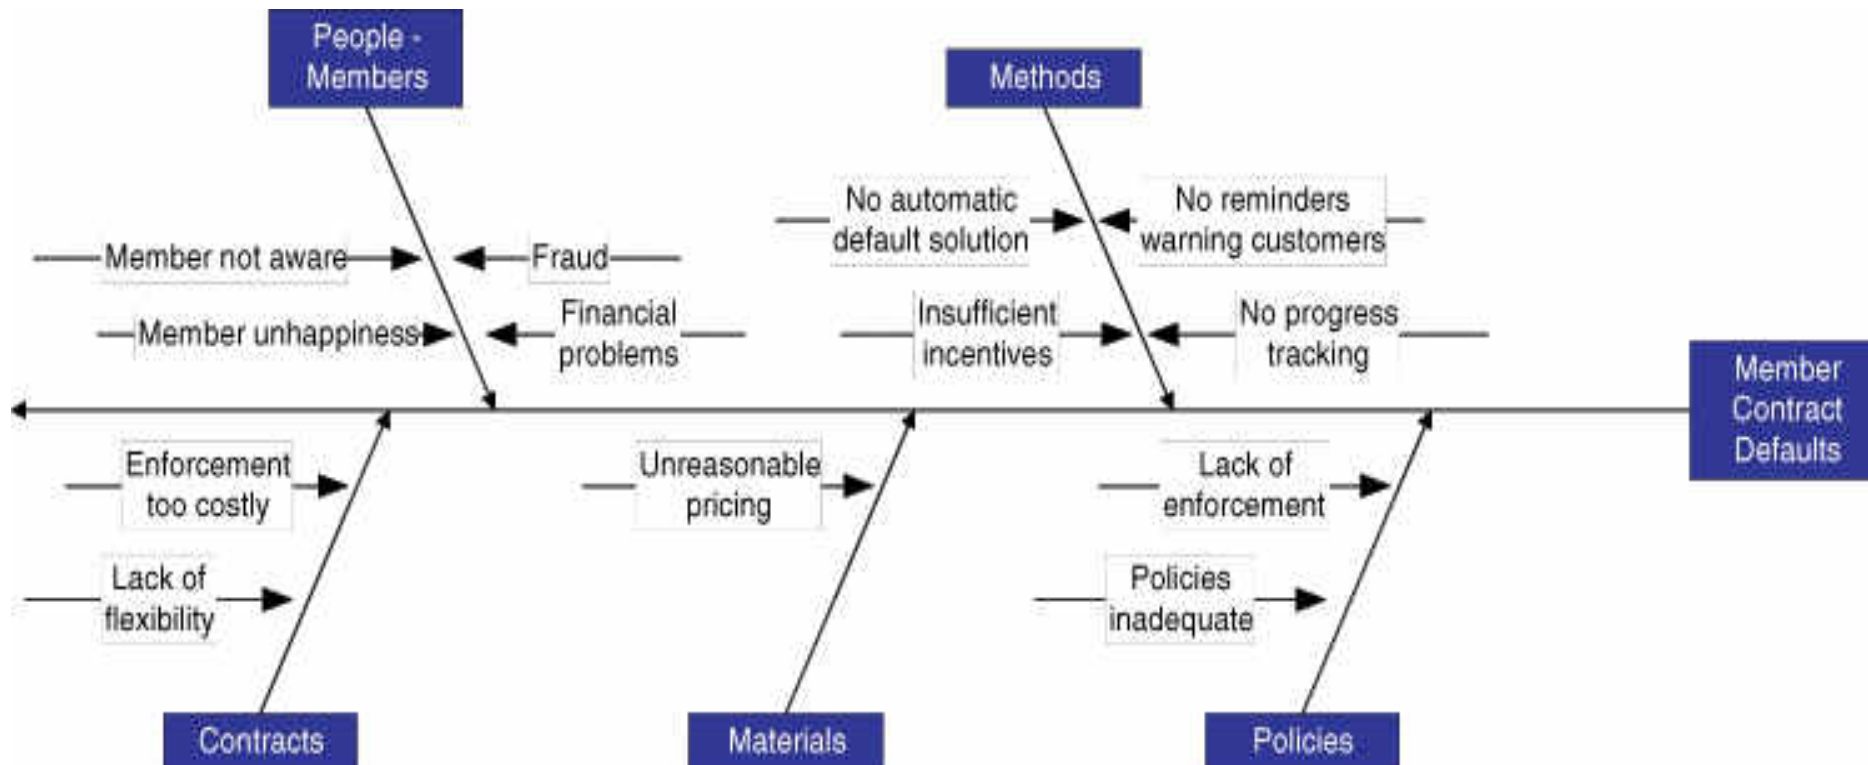 People -
Members
Methods
No automatic
default solution
No reminders
warning customers
Member not aware
Fraud
Member unhappiness
Financial
problems
Insufficient
incentives
No progress
tracking
Member
Contract
Defaults
Enforcement
too costly
Unreasonable
pricing
Lack of
enforcement
Lack of
flexibility
Policies
inadequate
Contracts
Materials
Policies